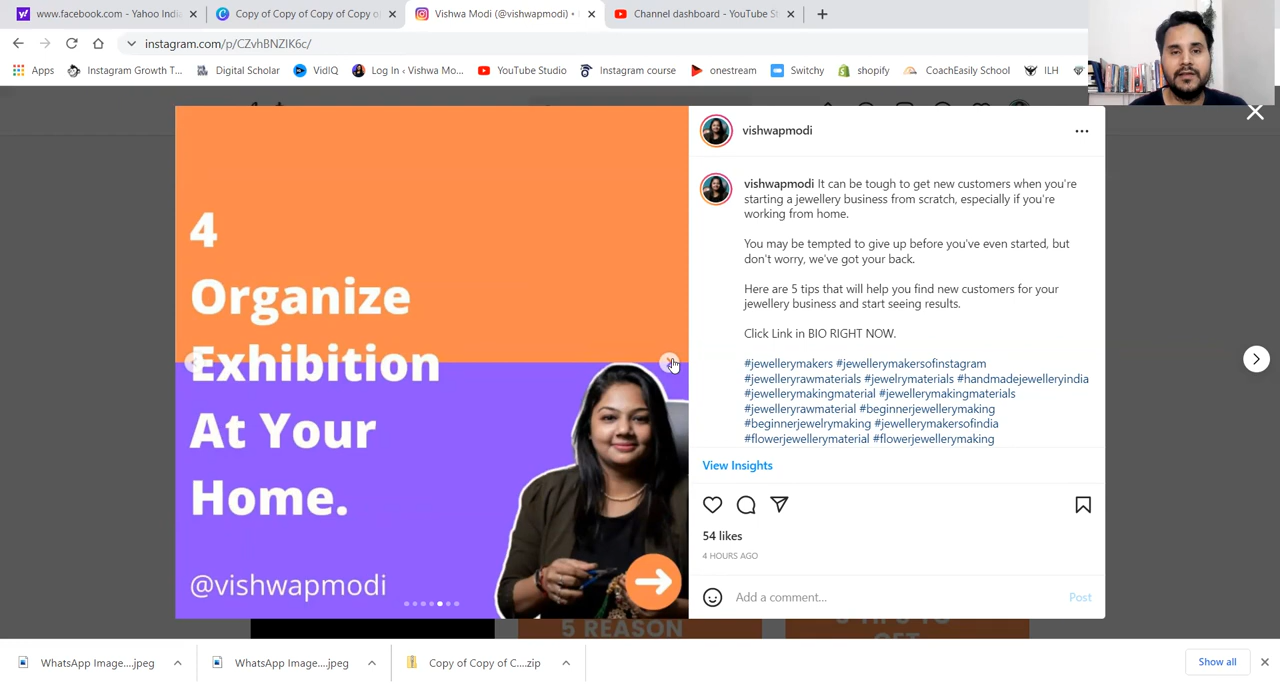 www.facebook.com - Yahoo Indi
Copy of Copy of Copy of Copy o
Vishwa Modi (@vishwapmodi) •
Channel dashboard - YouTube St
instagram.com/p/CZvhBNZIK6c/
Apps
Instagram Growth T...
Digital Scholar
VidIQ
Log In ‹ Vishwa Mo...
YouTube Studio
Instagram course
onestream
Switchy
shopify
CoachEasily School
ILH
4
Organize
Exhibition
At Your
Home.
@vishwapmodi
vishwapmodi
vishwapmodi It can be tough to get new customers when you're
starting a jewellery business from scratch, especially if you're
working from home.
You may be tempted to give up before you've even started, but
don't worry, we've got your back.
Here are 5 tips that will help you find new customers for your
jewellery business and start seeing results.
Click Link in BIO RIGHT NOW.
#jewellerymakers #jewellerymakersofinstagram
#jewelleryrawmaterials #jewelrymaterials #handmadejewelleryindia
#jewellerymakingmaterial #jewellerymakingmaterials
#jewelleryrawmaterial #beginnerjewellerymaking
#beginnerjewelrymaking #jewellerymakersofindia
#flowerjewellerymaterial #flowerjewellerymaking
View Insights
54 likes
4 HOURS AGO
Add a comment...
Post
5 REASON
WhatsApp Image....jpeg
WhatsApp Image....jpeg
Copy of Copy of C....zip
Show all